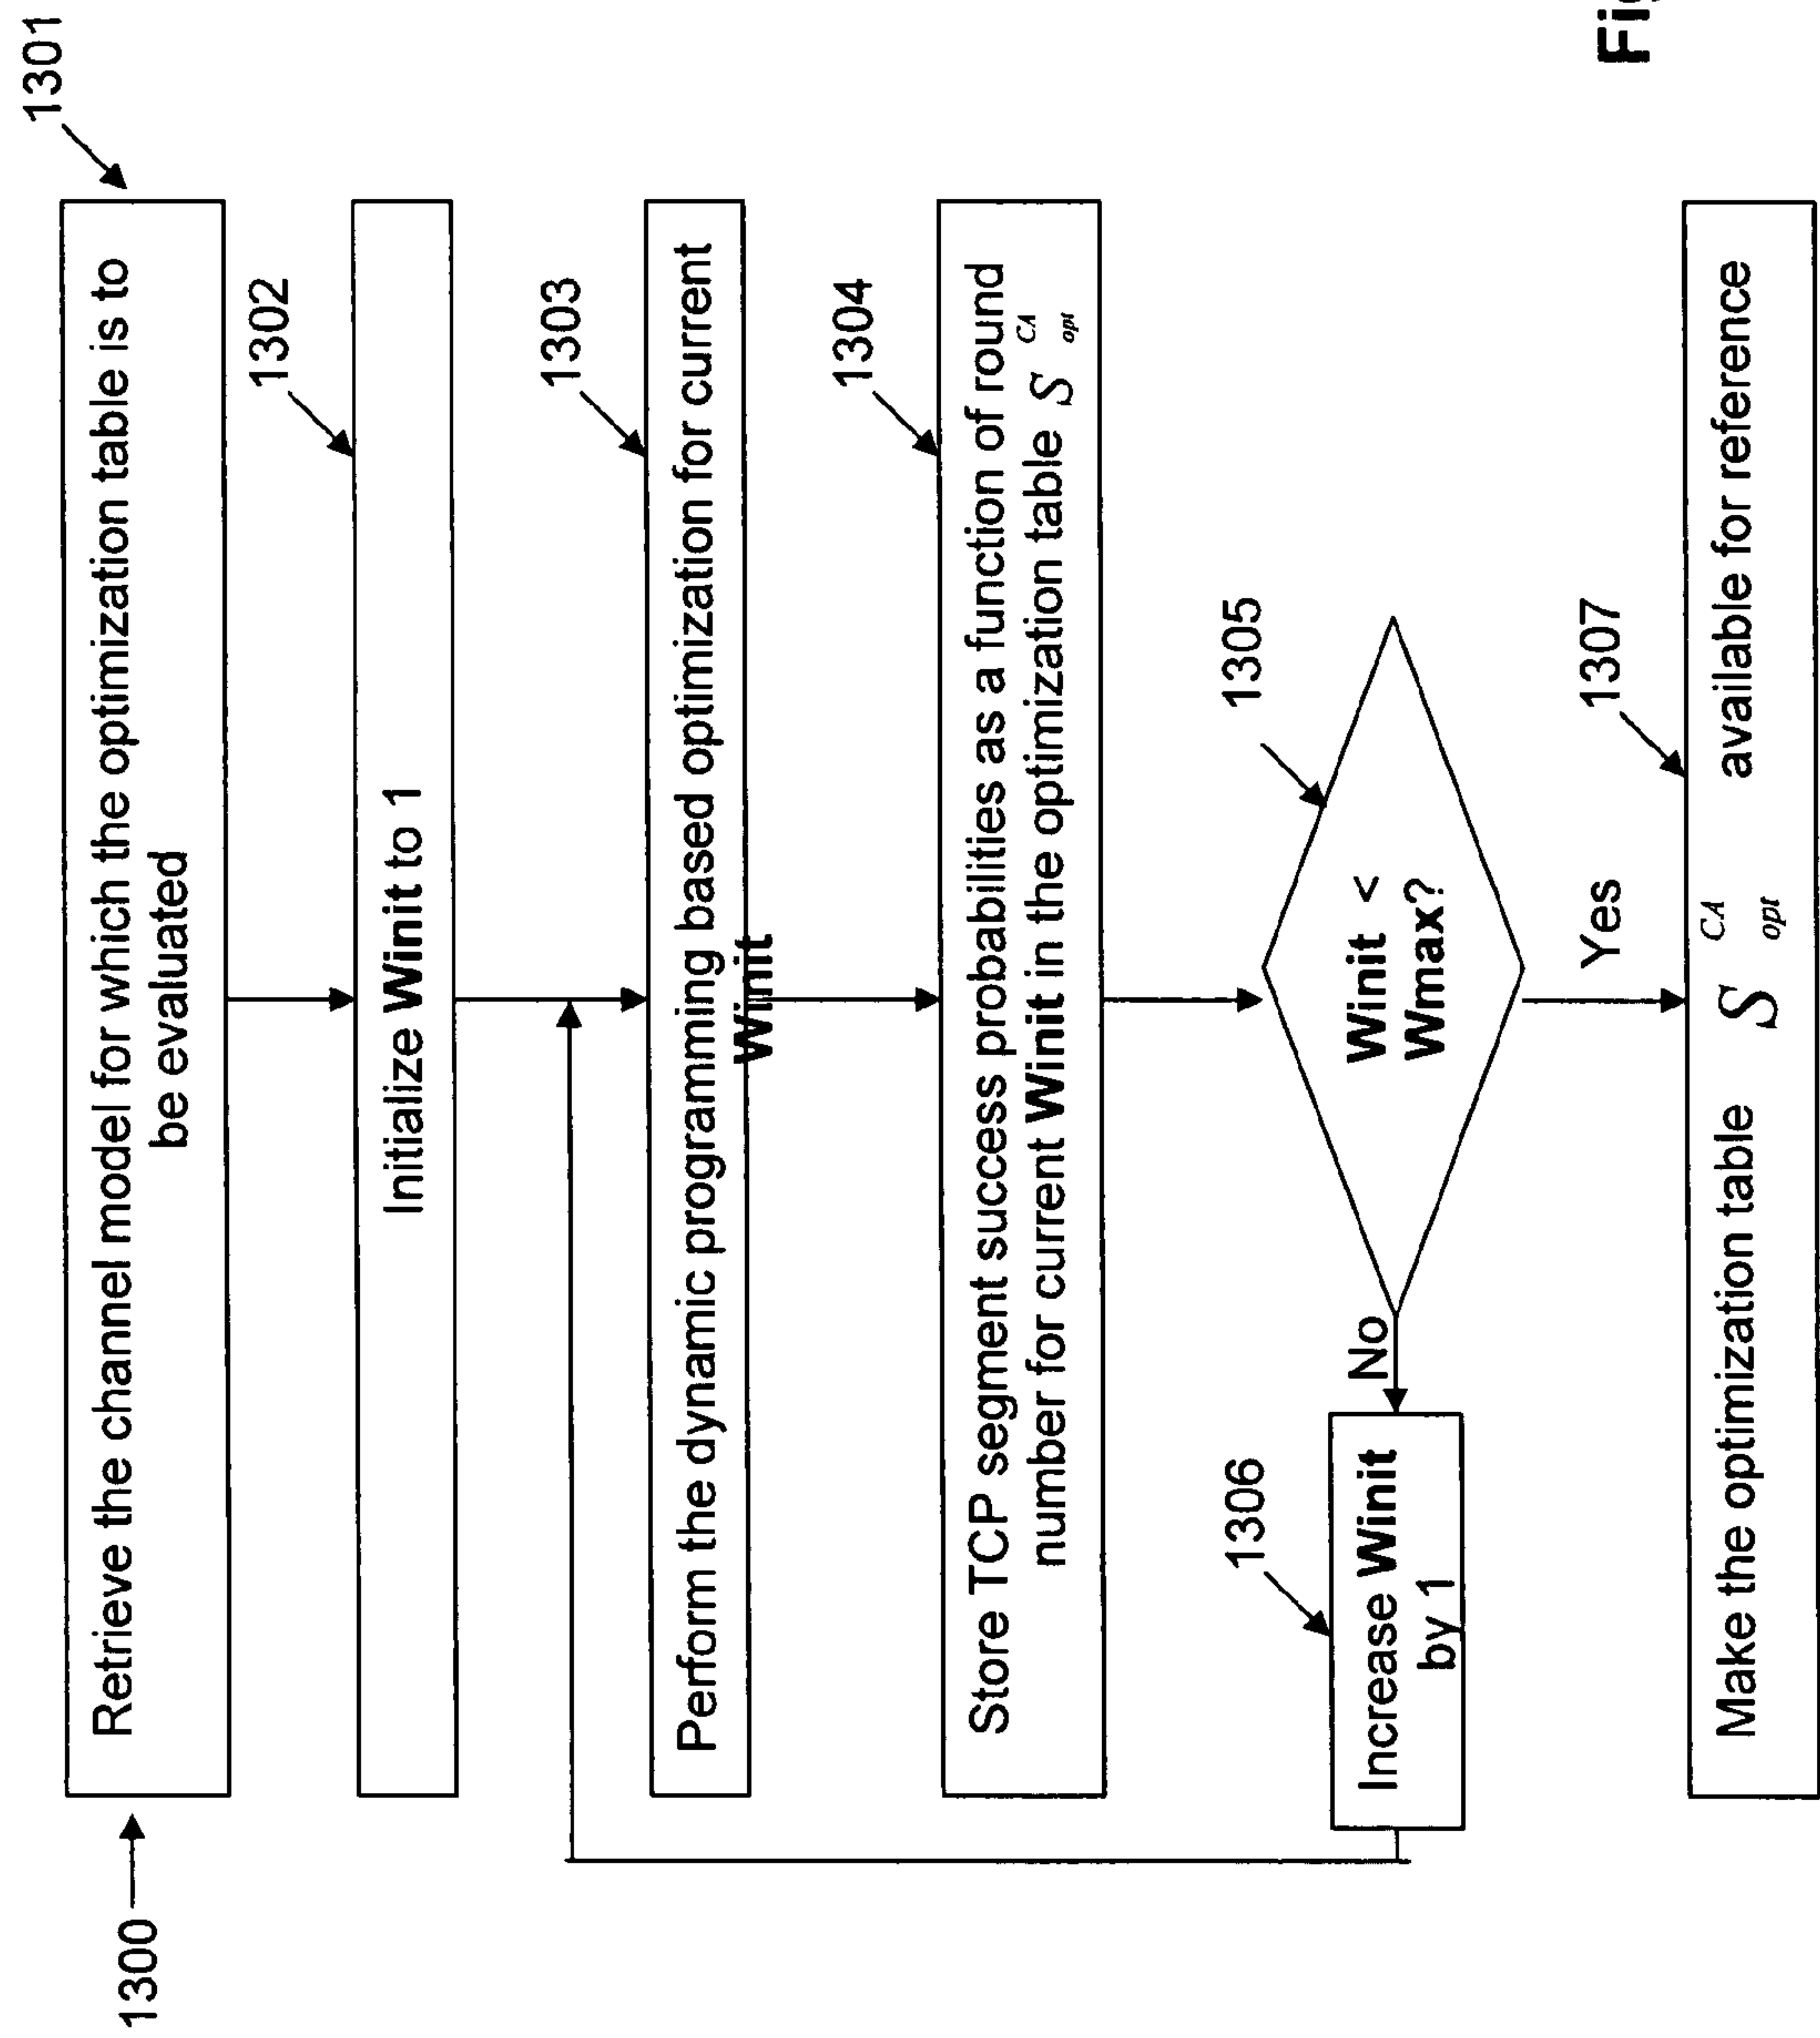 1300
1301
Retrieve the channel model for which the optimization table is to
be evaluated
1302
Initialize Winit to 1
1303
Perform the dynamic programming based optimization for current
Winit
1304
Store TCP segment success probabilities as a function of round
number for current Winit in the optimization table S CA opt
1305
Winit <
Wmax?
No
1306
Increase Winit
by 1
Yes
1307
Make the optimization table S CA opt available for reference